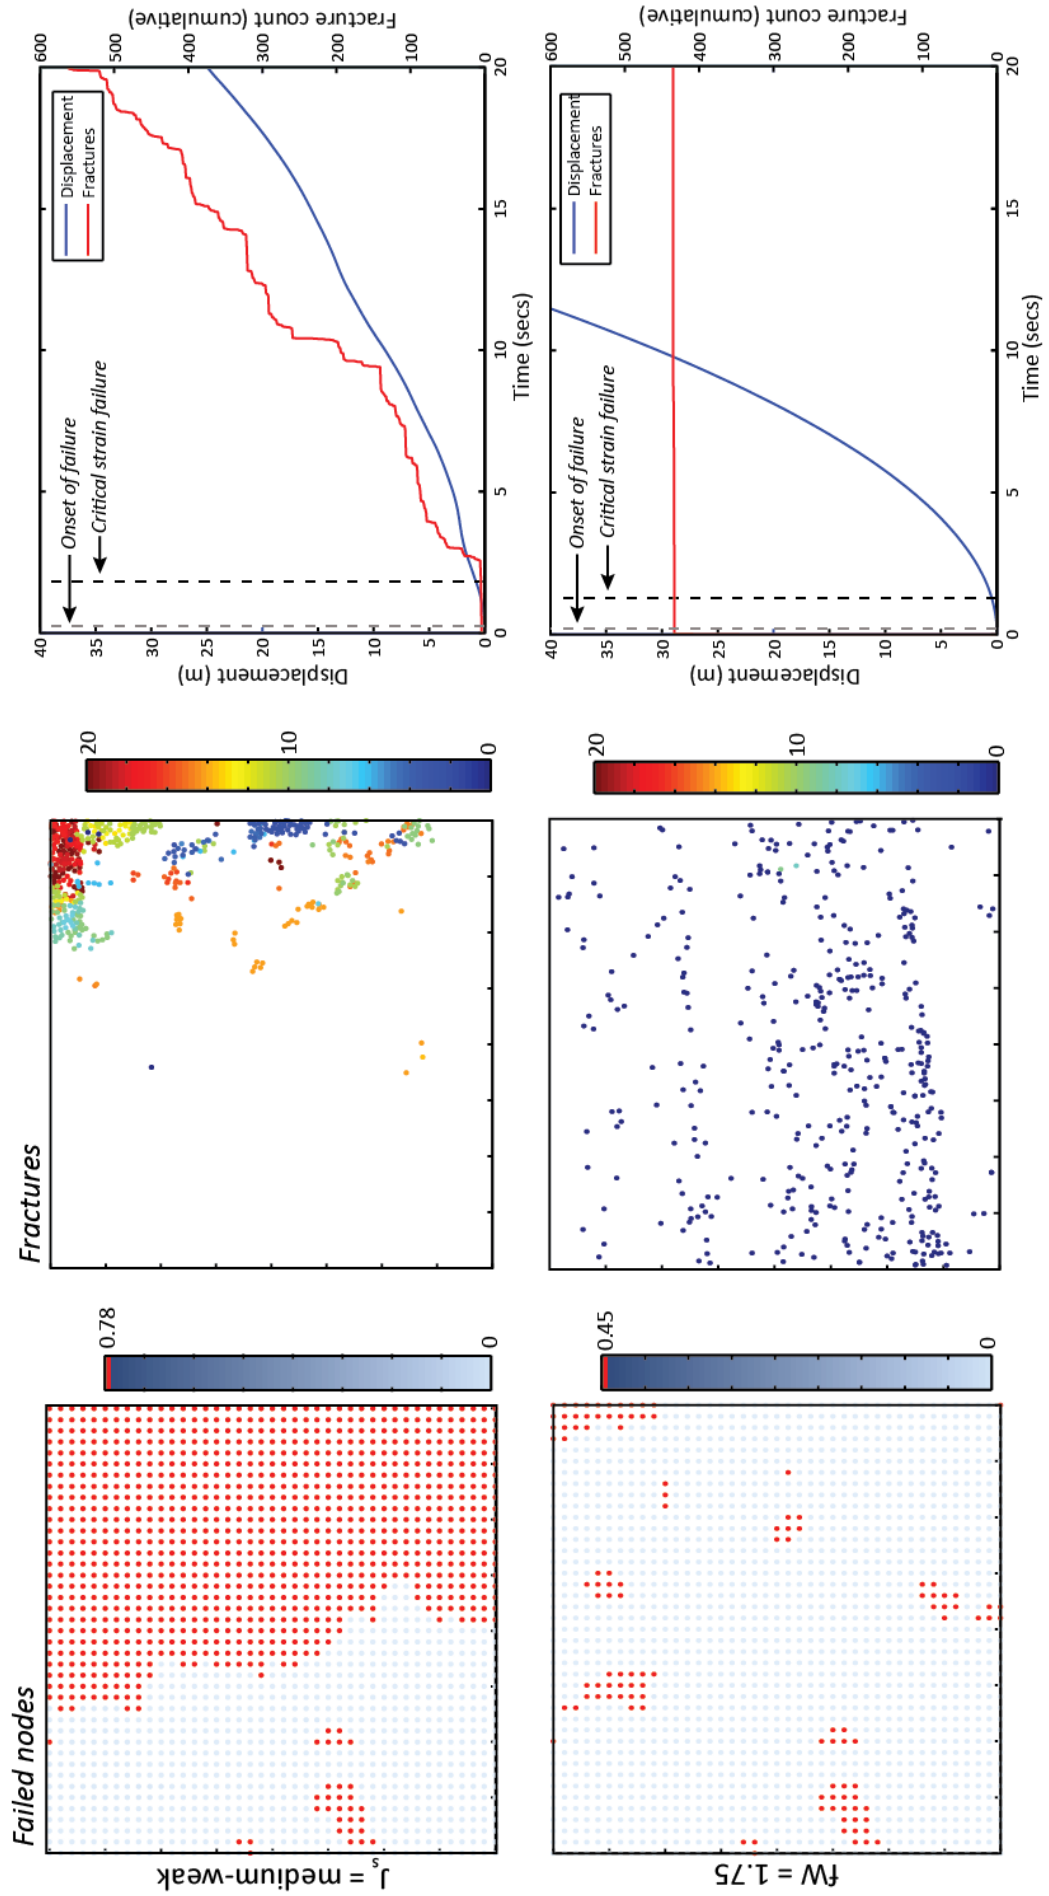 Failed nodes
Fractures
J_s = medium-weak
0.78
0
20
10
0
Displacement (m)
40
35
30
25
20
15
10
5
0
Onset of failure
Critical strain failure
Displacement
Fractures
0
5
10
15
20
Time (secs)
600
500
400
300
200
100
0
Fracture count (cumulative)
fW = 1.75
0.45
0
20
10
0
Displacement (m)
40
35
30
25
20
15
10
5
0
Onset of failure
Critical strain failure
Displacement
Fractures
0
5
10
15
20
Time (secs)
600
500
400
300
200
100
0
Fracture count (cumulative)